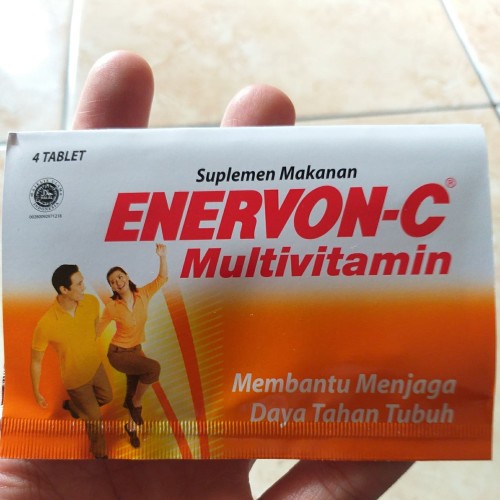 4 TABLET
Suplemen Makanan
ENERVON-C®
Multivitamin
Membantu Menjaga
Daya Tahan Tubuh